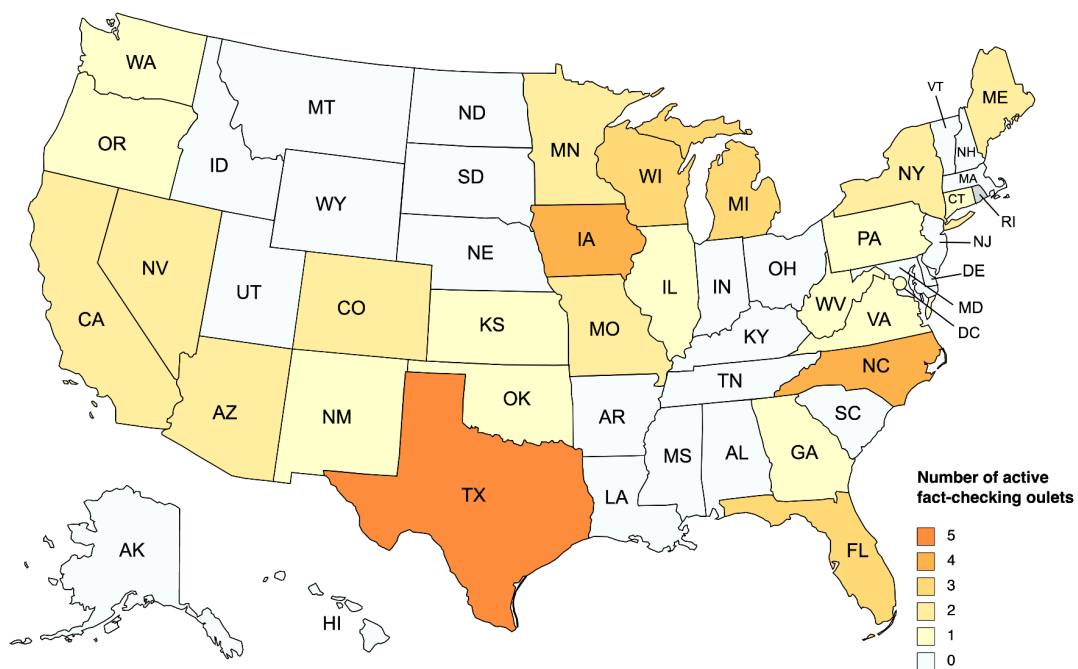 WA
MT
ND
VT
ME
OR
MN
ID
SD
WI
NH
NY
MA
WY
MI
CT
RI
IA
PA
NJ
NE
NV
OH
DE
UT
IL
IN
CO
WV
MD
CA
KS
MO
VA
DC
KY
NC
TN
OK
AZ
NM
AR
SC
GA
MS
AL
TX
LA
Number of active
fact-checking oulets
5
AK
FL
4
3
2
HI
1
0